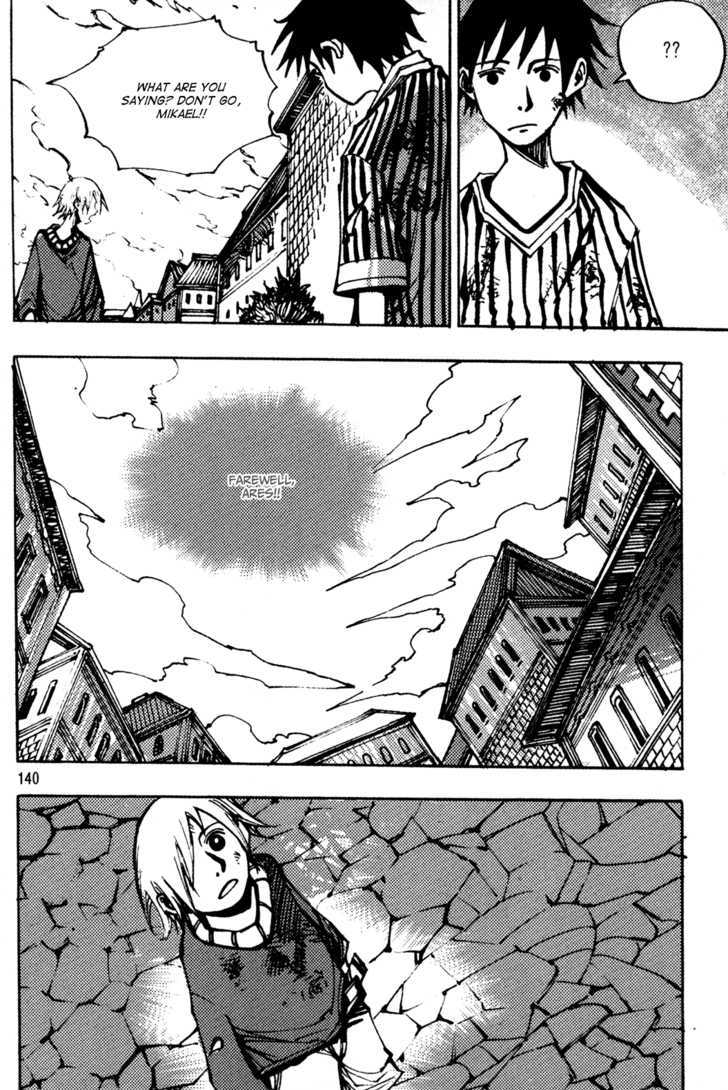 WHAT ARE YOU
SAYING? DON'T GO,
MIKAEL!!
??
FAREWELL,
ARES!!
140